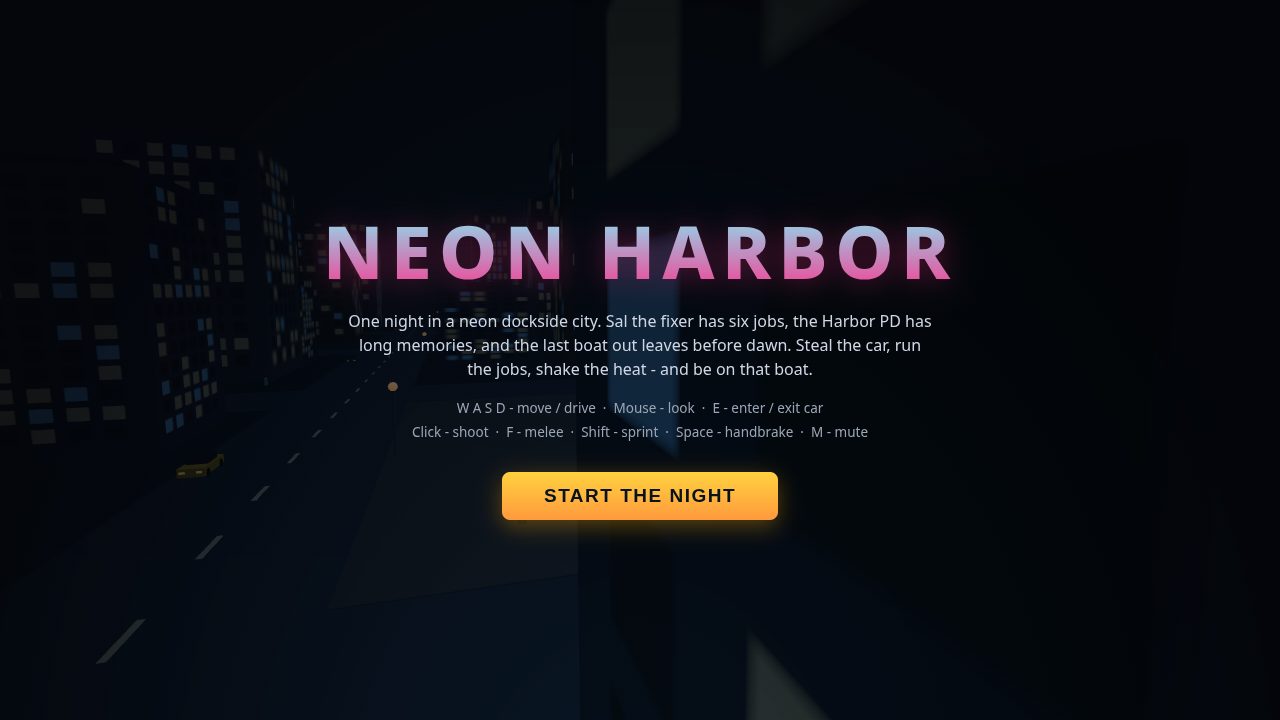 NEON HARBOR
One night in a neon dockside city. Sal the fixer has six jobs, the Harbor PD has
long memories, and the last boat out leaves before dawn. Steal the car, run
the jobs, shake the heat - and be on that boat.
W A S D - move / drive · Mouse - look · E - enter / exit car
Click - shoot · F - melee · Shift - sprint · Space - handbrake · M - mute
START THE NIGHT